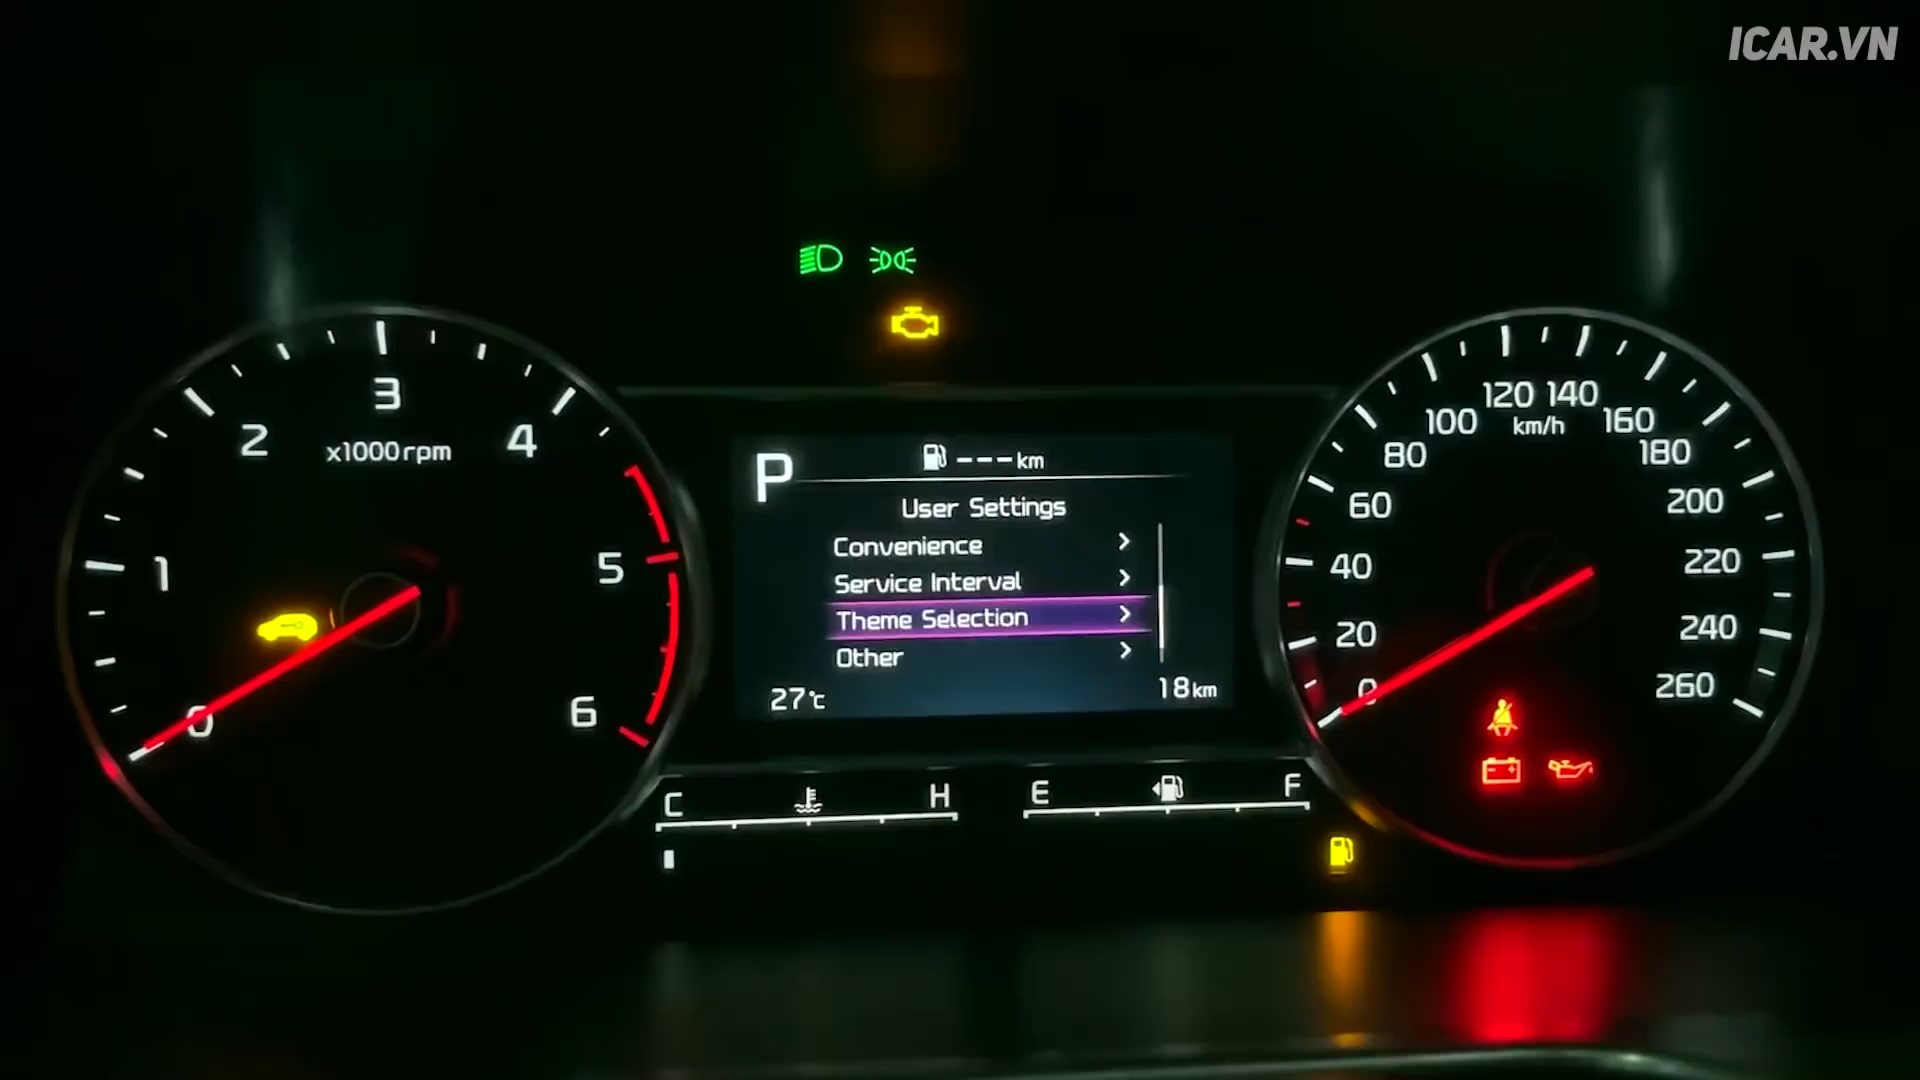 ICAR.VN
3
2
x1000rpm
4
1
5
0
6
P
---km
User Settings
Convenience
Service Interval
Theme Selection
Other
27°C
18km
120 140
100
km/h
160
80
180
60
200
40
220
20
240
0
260
C
H
E
F